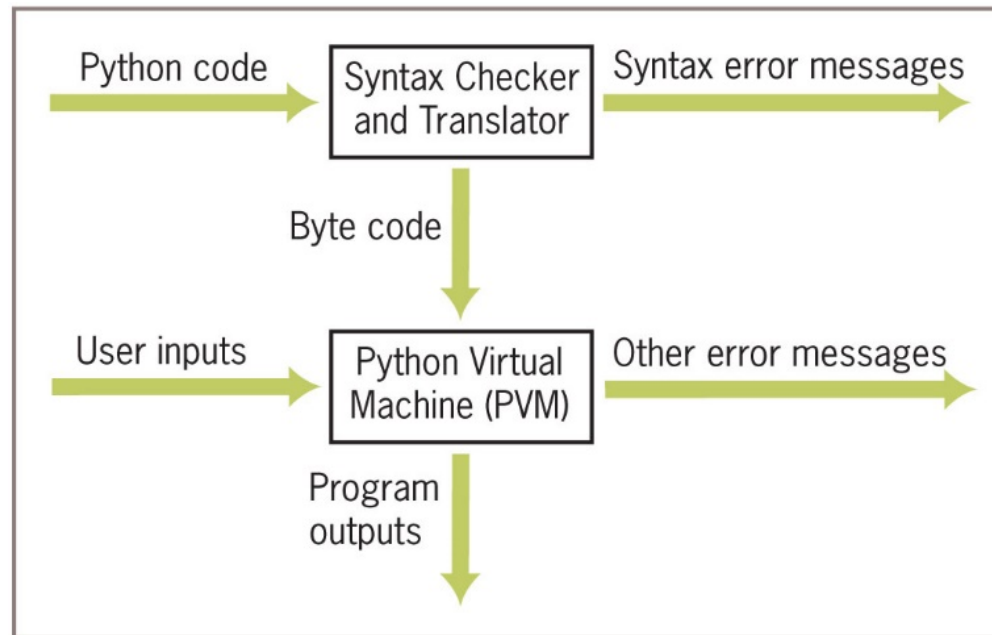 Python code
Syntax Checker
and Translator
Syntax error messages
Byte code
User inputs
Python Virtual
Machine (PVM)
Other error messages
Program
outputs